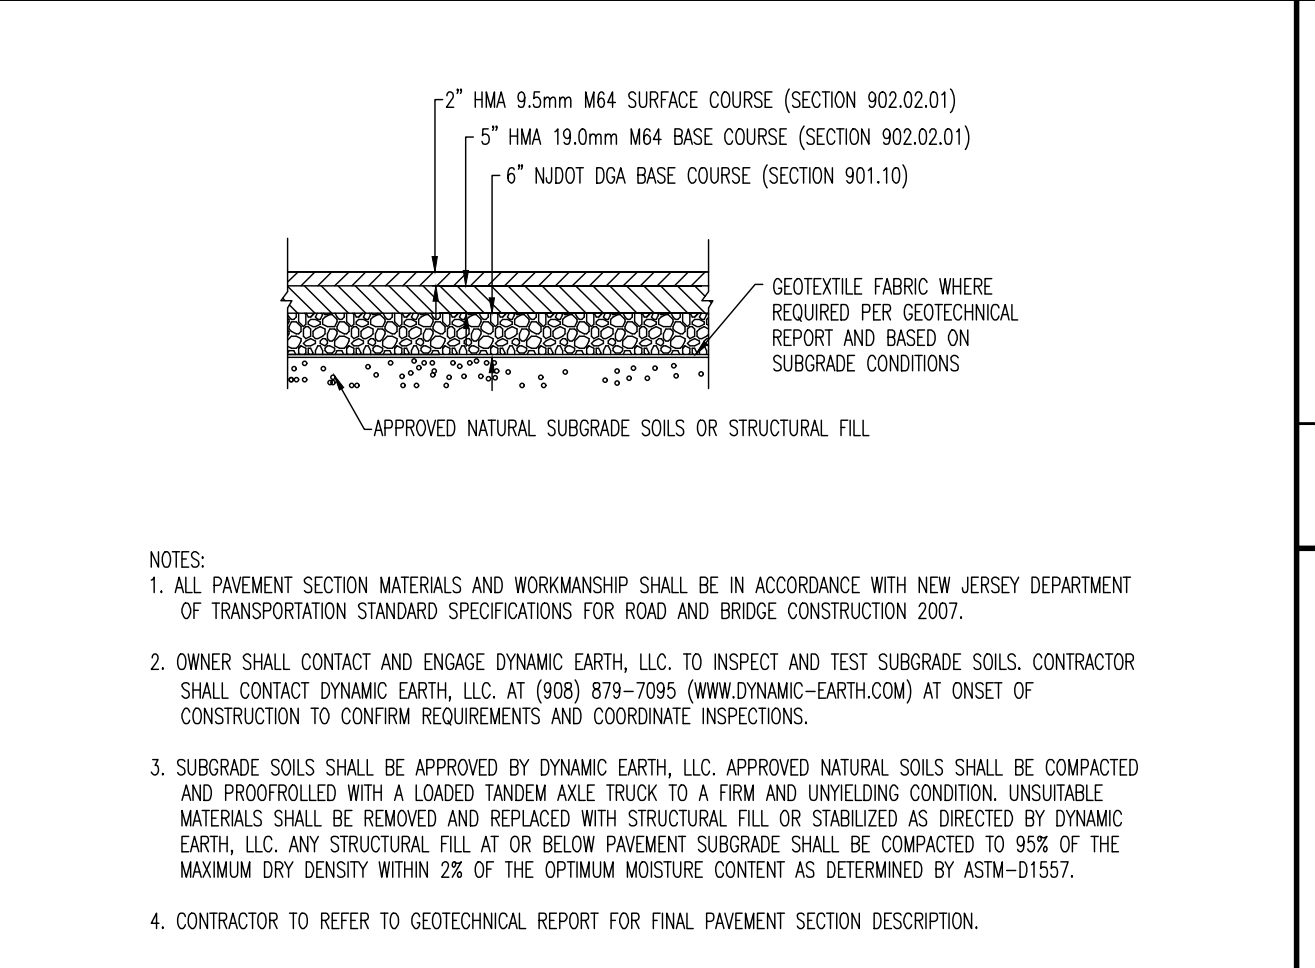 2” HMA 9.5mm M64 SURFACE COURSE (SECTION 902.02.01)
5” HMA 19.0mm M64 BASE COURSE (SECTION 902.02.01)
6” NJDOT DGA BASE COURSE (SECTION 901.10)
GEOTEXTILE FABRIC WHERE
REQUIRED PER GEOTECHNICAL
REPORT AND BASED ON
SUBGRADE CONDITIONS
APPROVED NATURAL SUBGRADE SOILS OR STRUCTURAL FILL
NOTES:
1. ALL PAVEMENT SECTION MATERIALS AND WORKMANSHIP SHALL BE IN ACCORDANCE WITH NEW JERSEY DEPARTMENT
OF TRANSPORTATION STANDARD SPECIFICATIONS FOR ROAD AND BRIDGE CONSTRUCTION 2007.
2. OWNER SHALL CONTACT AND ENGAGE DYNAMIC EARTH, LLC. TO INSPECT AND TEST SUBGRADE SOILS. CONTRACTOR
SHALL CONTACT DYNAMIC EARTH, LLC. AT (908) 879-7095 (WWW.DYNAMIC-EARTH.COM) AT ONSET OF
CONSTRUCTION TO CONFIRM REQUIREMENTS AND COORDINATE INSPECTIONS.
3. SUBGRADE SOILS SHALL BE APPROVED BY DYNAMIC EARTH, LLC. APPROVED NATURAL SOILS SHALL BE COMPACTED
AND PROOFROLLED WITH A LOADED TANDEM AXLE TRUCK TO A FIRM AND UNYIELDING CONDITION. UNSUITABLE
MATERIALS SHALL BE REMOVED AND REPLACED WITH STRUCTURAL FILL OR STABILIZED AS DIRECTED BY DYNAMIC
EARTH, LLC. ANY STRUCTURAL FILL AT OR BELOW PAVEMENT SUBGRADE SHALL BE COMPACTED TO 95% OF THE
MAXIMUM DRY DENSITY WITHIN 2% OF THE OPTIMUM MOISTURE CONTENT AS DETERMINED BY ASTM-D1557.
4. CONTRACTOR TO REFER TO GEOTECHNICAL REPORT FOR FINAL PAVEMENT SECTION DESCRIPTION.